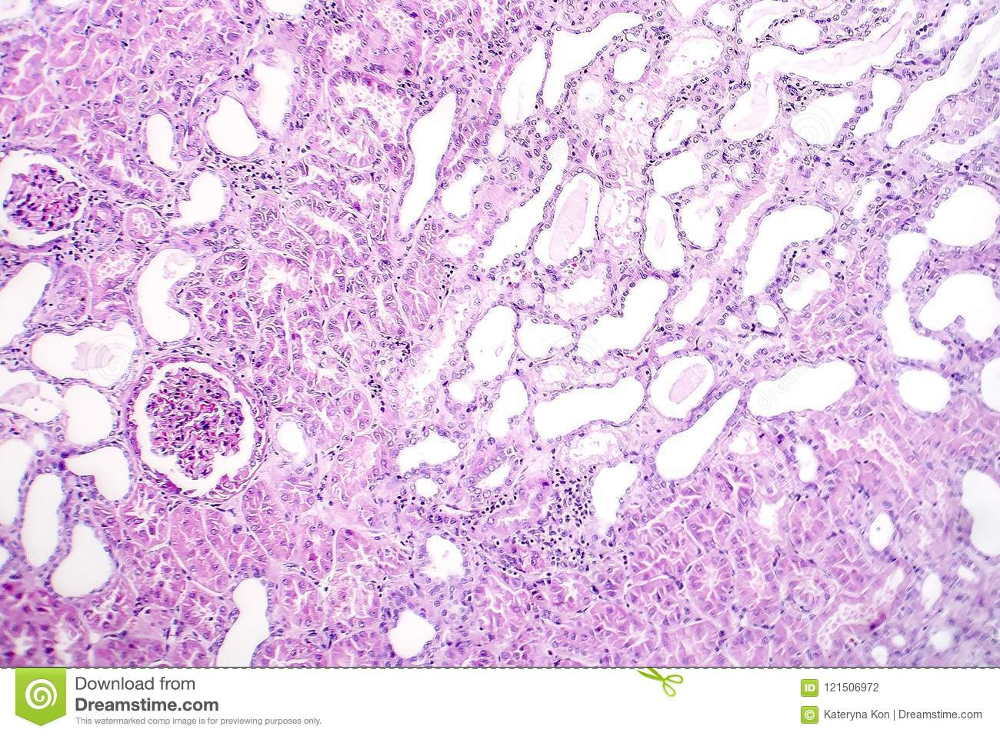 Download from
Dreamstime.com
This watermarked comp image is for previewing purposes only.
ID 121506972
© Kateryna Kon | Dreamstime.com